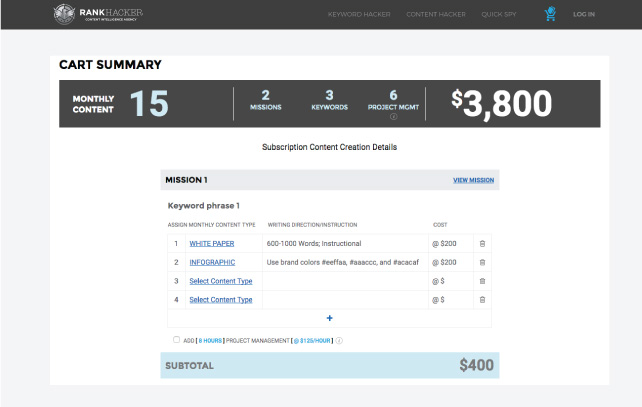 RANKHACKER
CONTENT INTELLIGENCE AGENCY
KEYWORD HACKER CONTENT HACKER QUICK SPY LOG IN
CART SUMMARY
MONTHLY CONTENT 15
2 MISSIONS
3 KEYWORDS
6 PROJECT MGMT
$3,800
Subscription Content Creation Details
MISSION 1 VIEW MISSION
Keyword phrase 1
ASSIGN MONTHLY CONTENT TYPE WRITING DIRECTION/INSTRUCTION COST
1 WHITE PAPER 600-1000 Words; Instructional @ $200
2 INFOGRAPHIC Use brand colors #eeffaa, #aaaccc, and #acacaf @ $200
3 Select Content Type @ $
4 Select Content Type @ $
+
ADD [ 8 HOURS ] PROJECT MANAGEMENT [ @ $125/HOUR ] i
SUBTOTAL $400